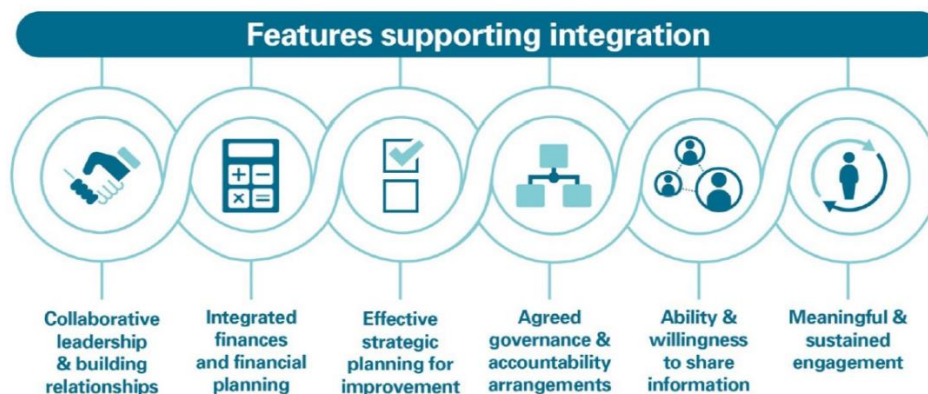 Features supporting integration
Collaborative
leadership
& building
relationships
Integrated
finances
and financial
planning
Effective
strategic
planning for
improvement
Agreed
governance &
accountability
arrangements
Ability &
willingness
to share
information
Meaningful &
sustained
engagement